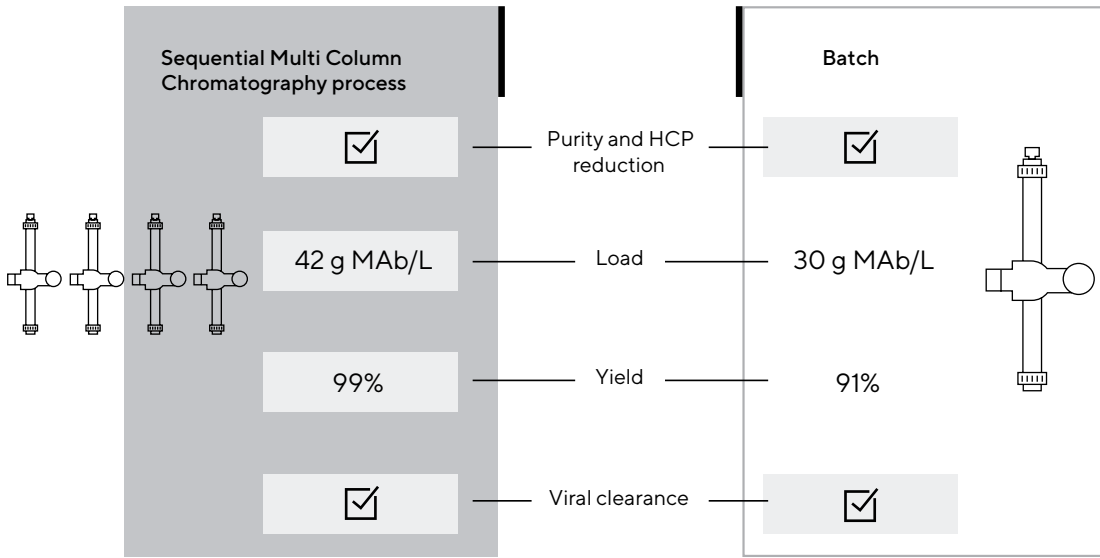 Sequential Multi Column
Chromatography process
Batch
Purity and HCP
reduction
42 g MAb/L
Load
30 g MAb/L
99%
Yield
91%
Viral clearance